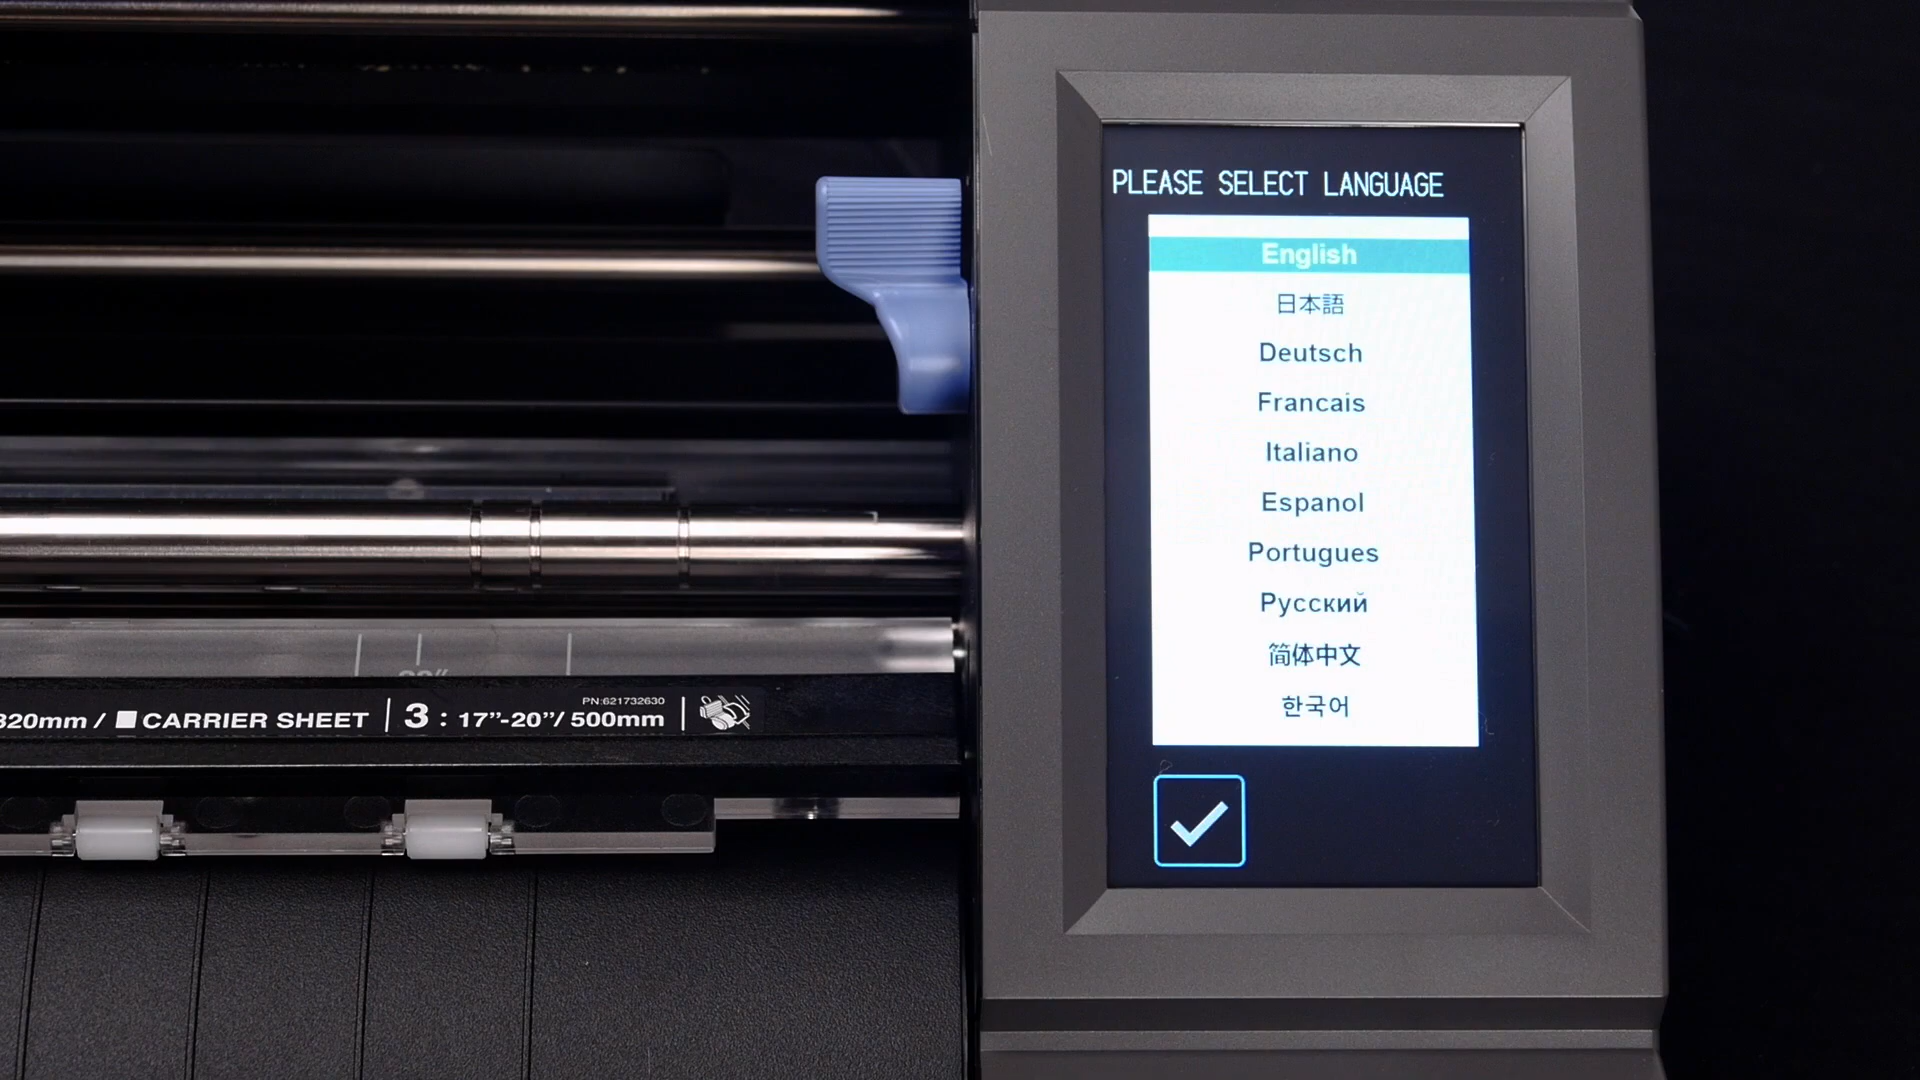 PLEASE SELECT LANGUAGE
English
日本語
Deutsch
Francais
Italiano
Espanol
Portugues
Русский
简体中文
한국어
PN:621732630
320mm / CARRIER SHEET | 3 : 17”-20”/ 500mm |